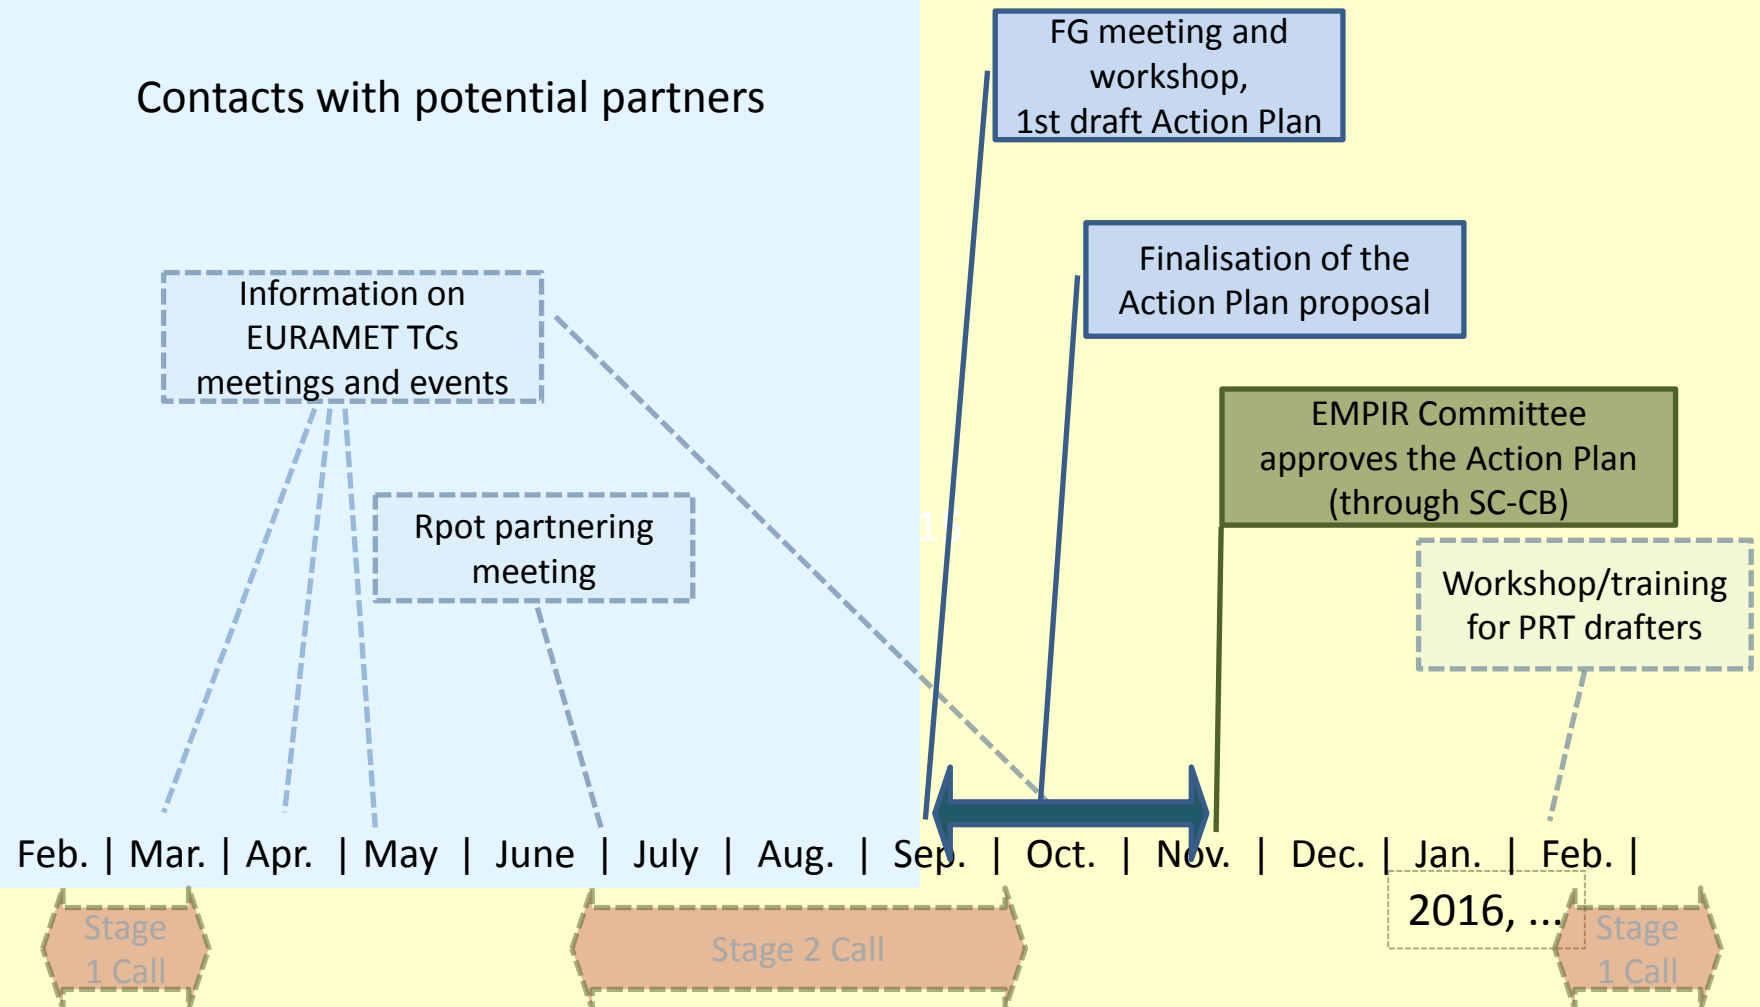 Contacts with potential partners
FG meeting and
workshop,
1st draft Action Plan
Finalisation of the
Action Plan proposal
Information on
EURAMET TCs
meetings and events
EMPIR Committee
approves the Action Plan
(through SC-CB)
Rpot partnering
meeting
15
Workshop/training
for PRT drafters
Feb. | Mar. | Apr. | May | June | July | Aug. | Sep. | Oct. | Nov. | Dec. | Jan. | Feb. |
2016, ...
Stage
1 Call
Stage 2 Call
Stage
1 Call